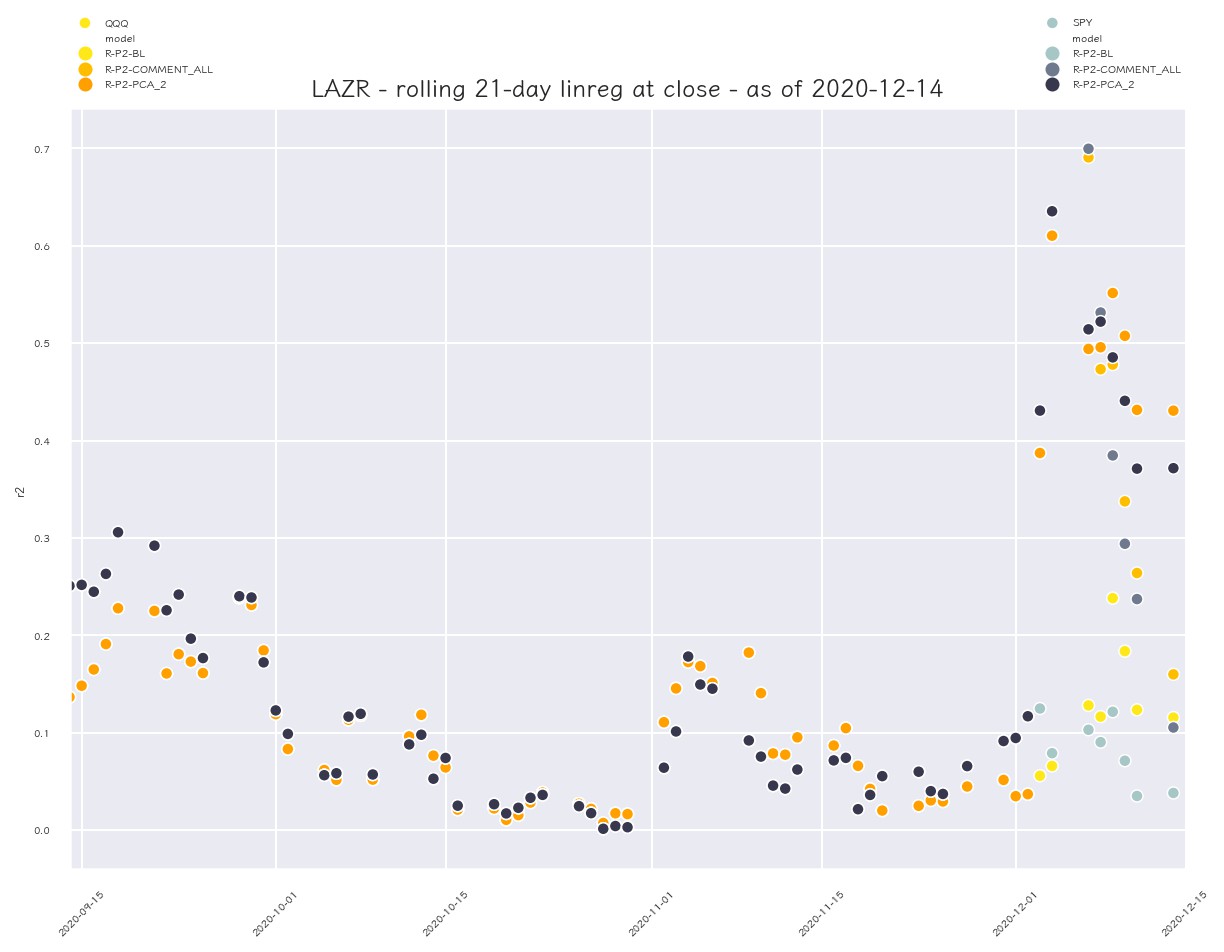 QQQ
model
R-P2-BL
R-P2-COMMENT_ALL
R-P2-PCA_2
SPY
model
R-P2-BL
R-P2-COMMENT_ALL
R-P2-PCA_2
LAZR - rolling 21-day linreg at close - as of 2020-12-14
0.7
0.6
0.5
0.4
0.3
0.2
0.1
0.0
r2
2020-09-15
2020-10-01
2020-10-15
2020-11-01
2020-11-15
2020-12-01
2020-12-15